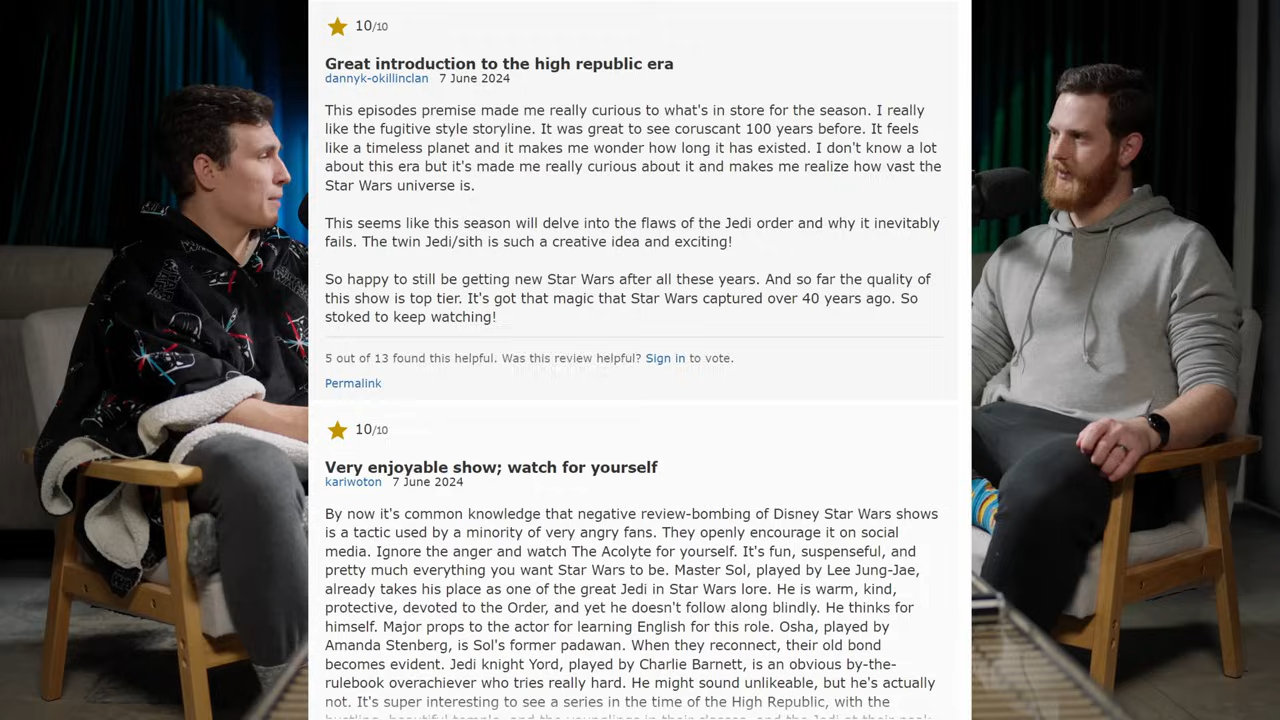 10/10
Great introduction to the high republic era
dannyk-okillinclan 7 June 2024
This episodes premise made me really curious to what's in store for the season. I really
like the fugitive style storyline. It was great to see coruscant 100 years before. It feels
like a timeless planet and it makes me wonder how long it has existed. I don't know a lot
about this era but it's made me really curious about it and makes me realize how vast the
Star Wars universe is.
This seems like this season will delve into the flaws of the Jedi order and why it inevitably
fails. The twin Jedi/sith is such a creative idea and exciting!
So happy to still be getting new Star Wars after all these years. And so far the quality of
this show is top tier. It's got that magic that Star Wars captured over 40 years ago. So
stoked to keep watching!
5 out of 13 found this helpful. Was this review helpful? Sign in to vote.
Permalink
10/10
Very enjoyable show; watch for yourself
kariwoton 7 June 2024
By now it's common knowledge that negative review-bombing of Disney Star Wars shows
is a tactic used by a minority of very angry fans. They openly encourage it on social
media. Ignore the anger and watch The Acolyte for yourself. It's fun, suspenseful, and
pretty much everything you want Star Wars to be. Master Sol, played by Lee Jung-Jae,
already takes his place as one of the great Jedi in Star Wars lore. He is warm, kind,
protective, devoted to the Order, and yet he doesn't follow along blindly. He thinks for
himself. Major props to the actor for learning English for this role. Osha, played by
Amanda Stenberg, is Sol's former padawan. When they reconnect, their old bond
becomes evident. Jedi knight Yord, played by Charlie Barnett, is an obvious by-the-
rulebook overachiever who tries really hard. He might sound unlikeable, but he's actually
not. It's super interesting to see a series in the time of the High Republic, with the